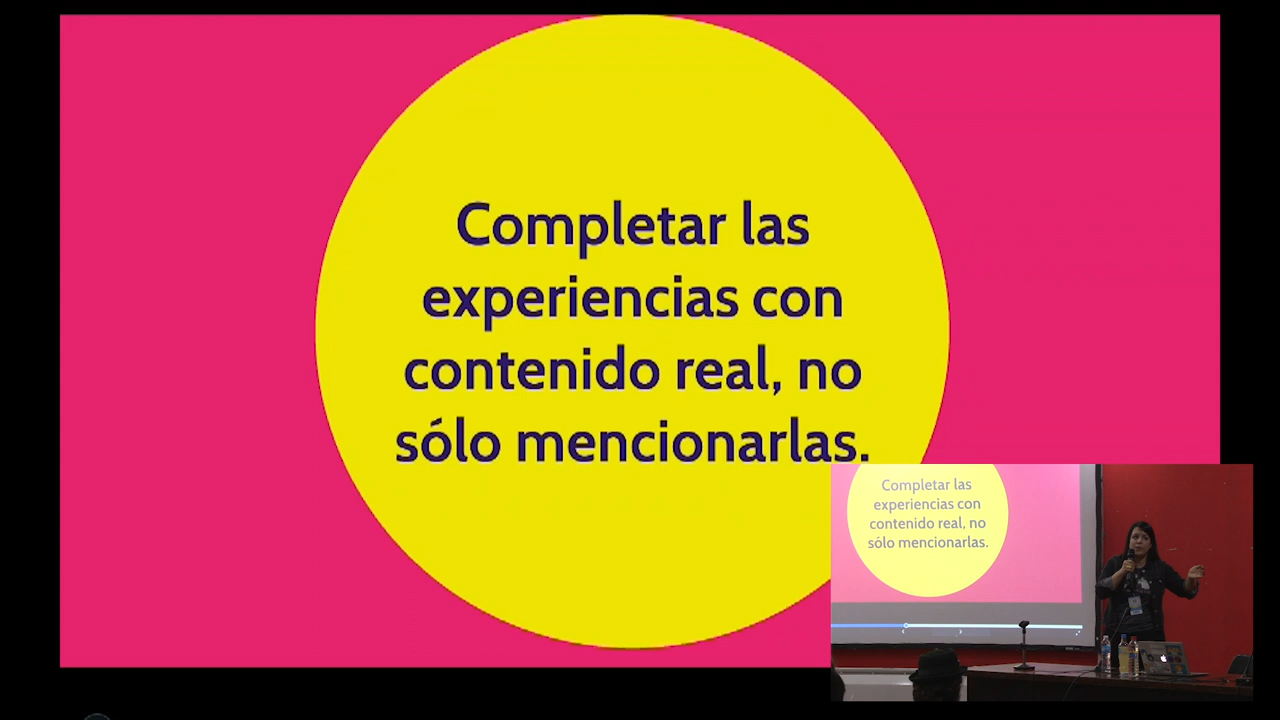 Completar las
experiencias con
contenido real, no
sólo mencionarlas.
Completar las
experiencias con
contenido real, no
sólo mencionarlas.